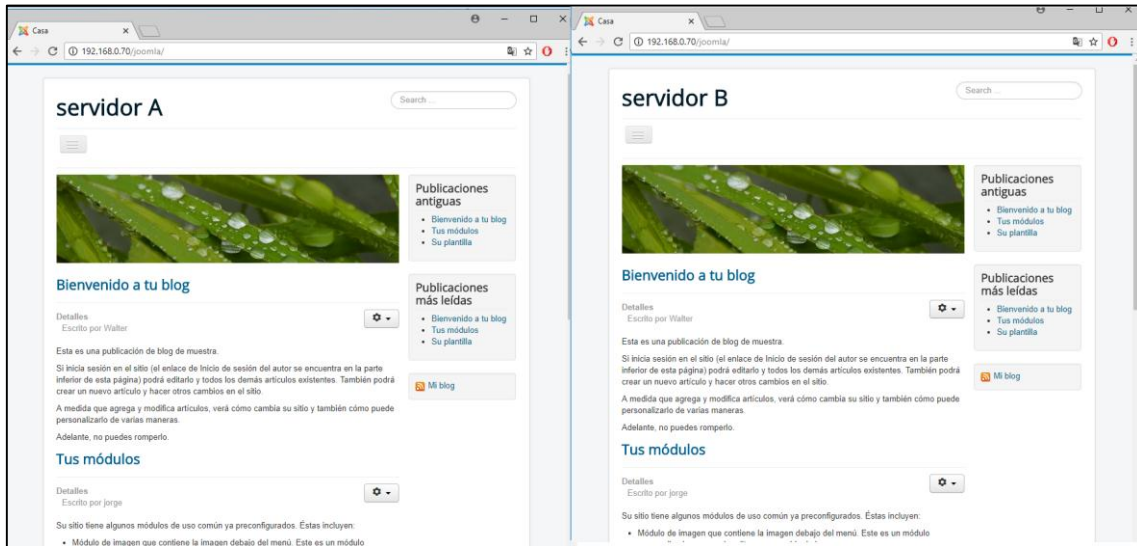 Casa
192.168.0.70/joomla/
servidor A
Search ...
Publicaciones
antiguas
• Bienvenido a tu blog
• Tus módulos
• Su plantilla
Bienvenido a tu blog
Publicaciones
más leídas
• Bienvenido a tu blog
• Tus módulos
• Su plantilla
Detalles
Escrito por Walter
Esta es una publicación de blog de muestra.
Si inicia sesión en el sitio (el enlace de Inicio de sesión del autor se encuentra en la parte
inferior de esta página) podrá editarlo y todos los demás artículos existentes. También podrá
crear un nuevo artículo y hacer otros cambios en el sitio.
Mi blog
A medida que agrega y modifica artículos, verá cómo cambia su sitio y también cómo puede
personalizarlo de varias maneras.
Adelante, no puedes romperlo.
Tus módulos
Detalles
Escrito por jorge
Su sitio tiene algunos módulos de uso común ya preconfigurados. Éstas incluyen:
• Módulo de imagen que contiene la imagen debajo del menú. Este es un módulo
Casa
192.168.0.70/joomla/
servidor B
Search ...
Publicaciones
antiguas
• Bienvenido a tu blog
• Tus módulos
• Su plantilla
Bienvenido a tu blog
Publicaciones
más leídas
• Bienvenido a tu blog
• Tus módulos
• Su plantilla
Detalles
Escrito por Walter
Esta es una publicación de blog de muestra.
Si inicia sesión en el sitio (el enlace de Inicio de sesión del autor se encuentra en la parte
inferior de esta página) podrá editarlo y todos los demás artículos existentes. También podrá
crear un nuevo artículo y hacer otros cambios en el sitio.
Mi blog
A medida que agrega y modifica artículos, verá cómo cambia su sitio y también cómo puede
personalizarlo de varias maneras.
Adelante, no puedes romperlo.
Tus módulos
Detalles
Escrito por jorge
Su sitio tiene algunos módulos de uso común ya preconfigurados. Éstas incluyen:
• Módulo de imagen que contiene la imagen debajo del menú. Este es un módulo